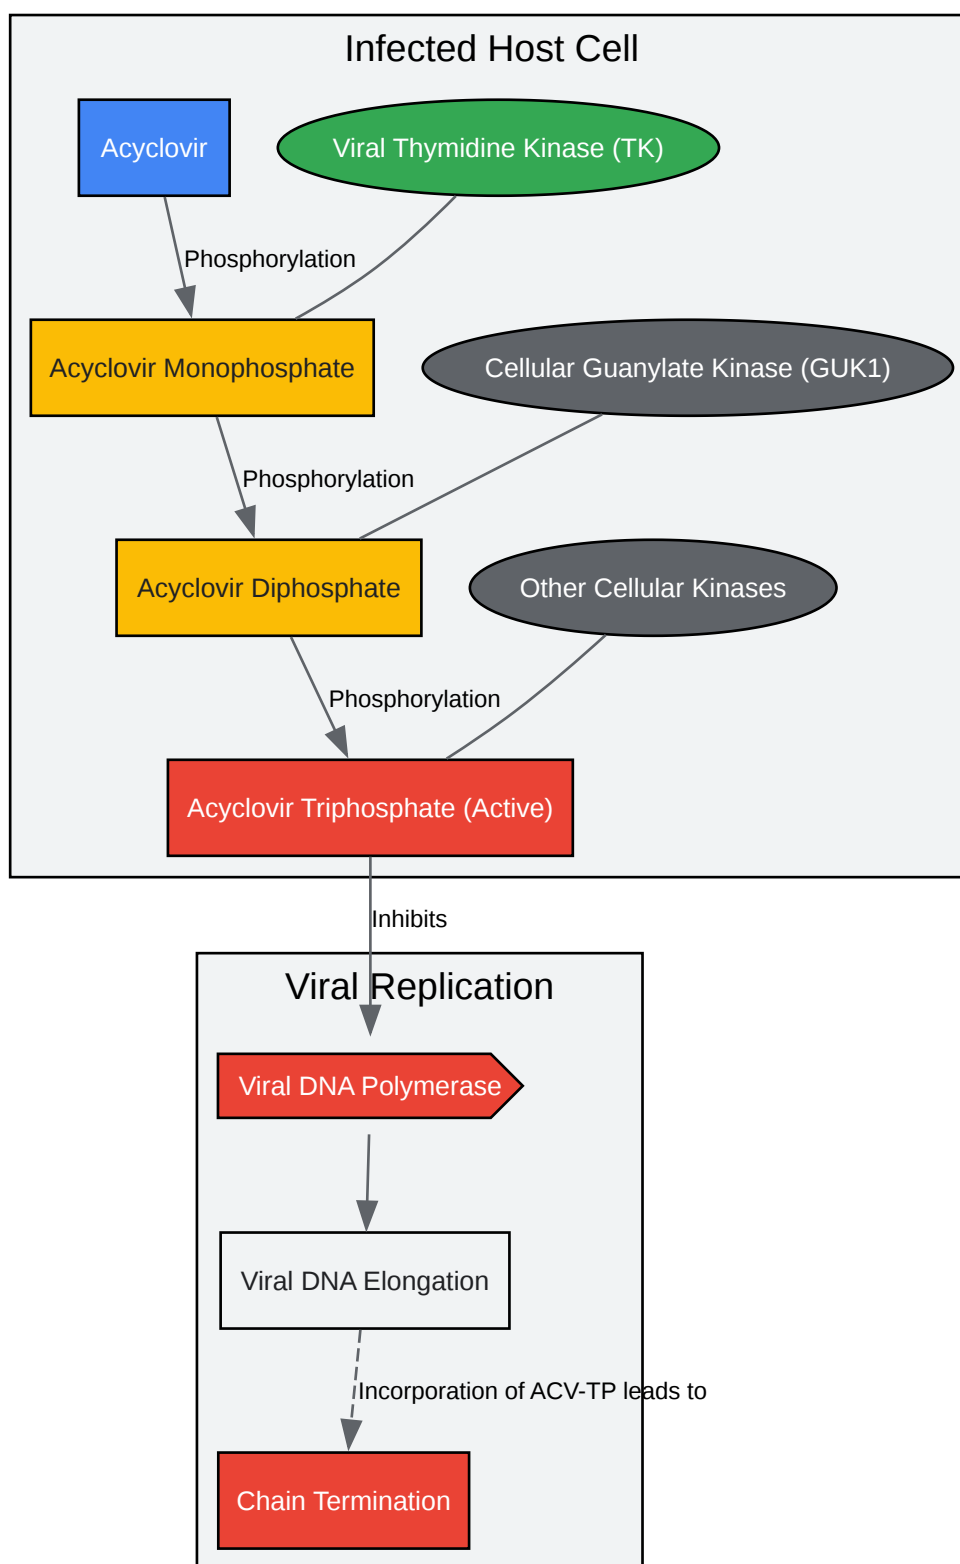 Infected Host Cell
Acyclovir
Viral Thymidine Kinase (TK)
Phosphorylation
Acyclovir Monophosphate
Cellular Guanylate Kinase (GUK1)
Phosphorylation
Acyclovir Diphosphate
Other Cellular Kinases
Phosphorylation
Acyclovir Triphosphate (Active)
Inhibits
Viral Replication
Viral DNA Polymerase
Viral DNA Elongation
Incorporation of ACV-TP leads to
Chain Termination